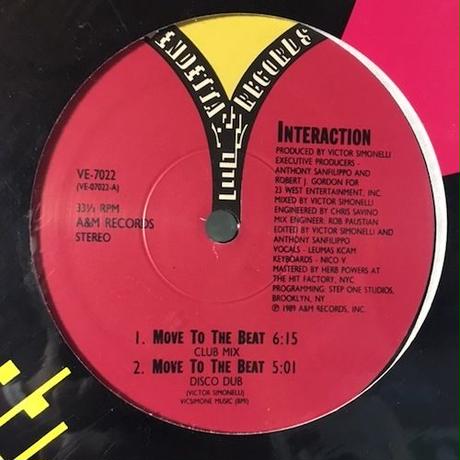 VENDETTA RECORDS
INTERACTION
PRODUCED BY VICTOR SIMONELLI
EXECUTIVE PRODUCERS -
ANTHONY SANFILIPPO AND
ROBERT J. GORDON FOR
23 WEST ENTERTAINMENT, INC.
MIXED BY VICTOR SIMONELLI
ENGINEERED BY CHRIS SAVINO
MIX ENGINEER: ROB PAUSTIAN
EDITED BY VICTOR SIMONELLI AND
ANTHONY SANFILIPPO
VOCALS - LEUMAS KCAM
KEYBOARDS - NICO V.
MASTERED BY HERB POWERS AT
THE HIT FACTORY, NYC
PROGRAMMING: STEP ONE STUDIOS,
BROOKLYN, NY
℗ 1989 A&M RECORDS, INC.
VE-7022
(VE-07022-A)
33⅓ RPM
A&M RECORDS
STEREO
1. MOVE TO THE BEAT 6:15
CLUB MIX
2. MOVE TO THE BEAT 5:01
DISCO DUB
(VICTOR SIMONELLI)
VICSIMONE MUSIC (BMI)